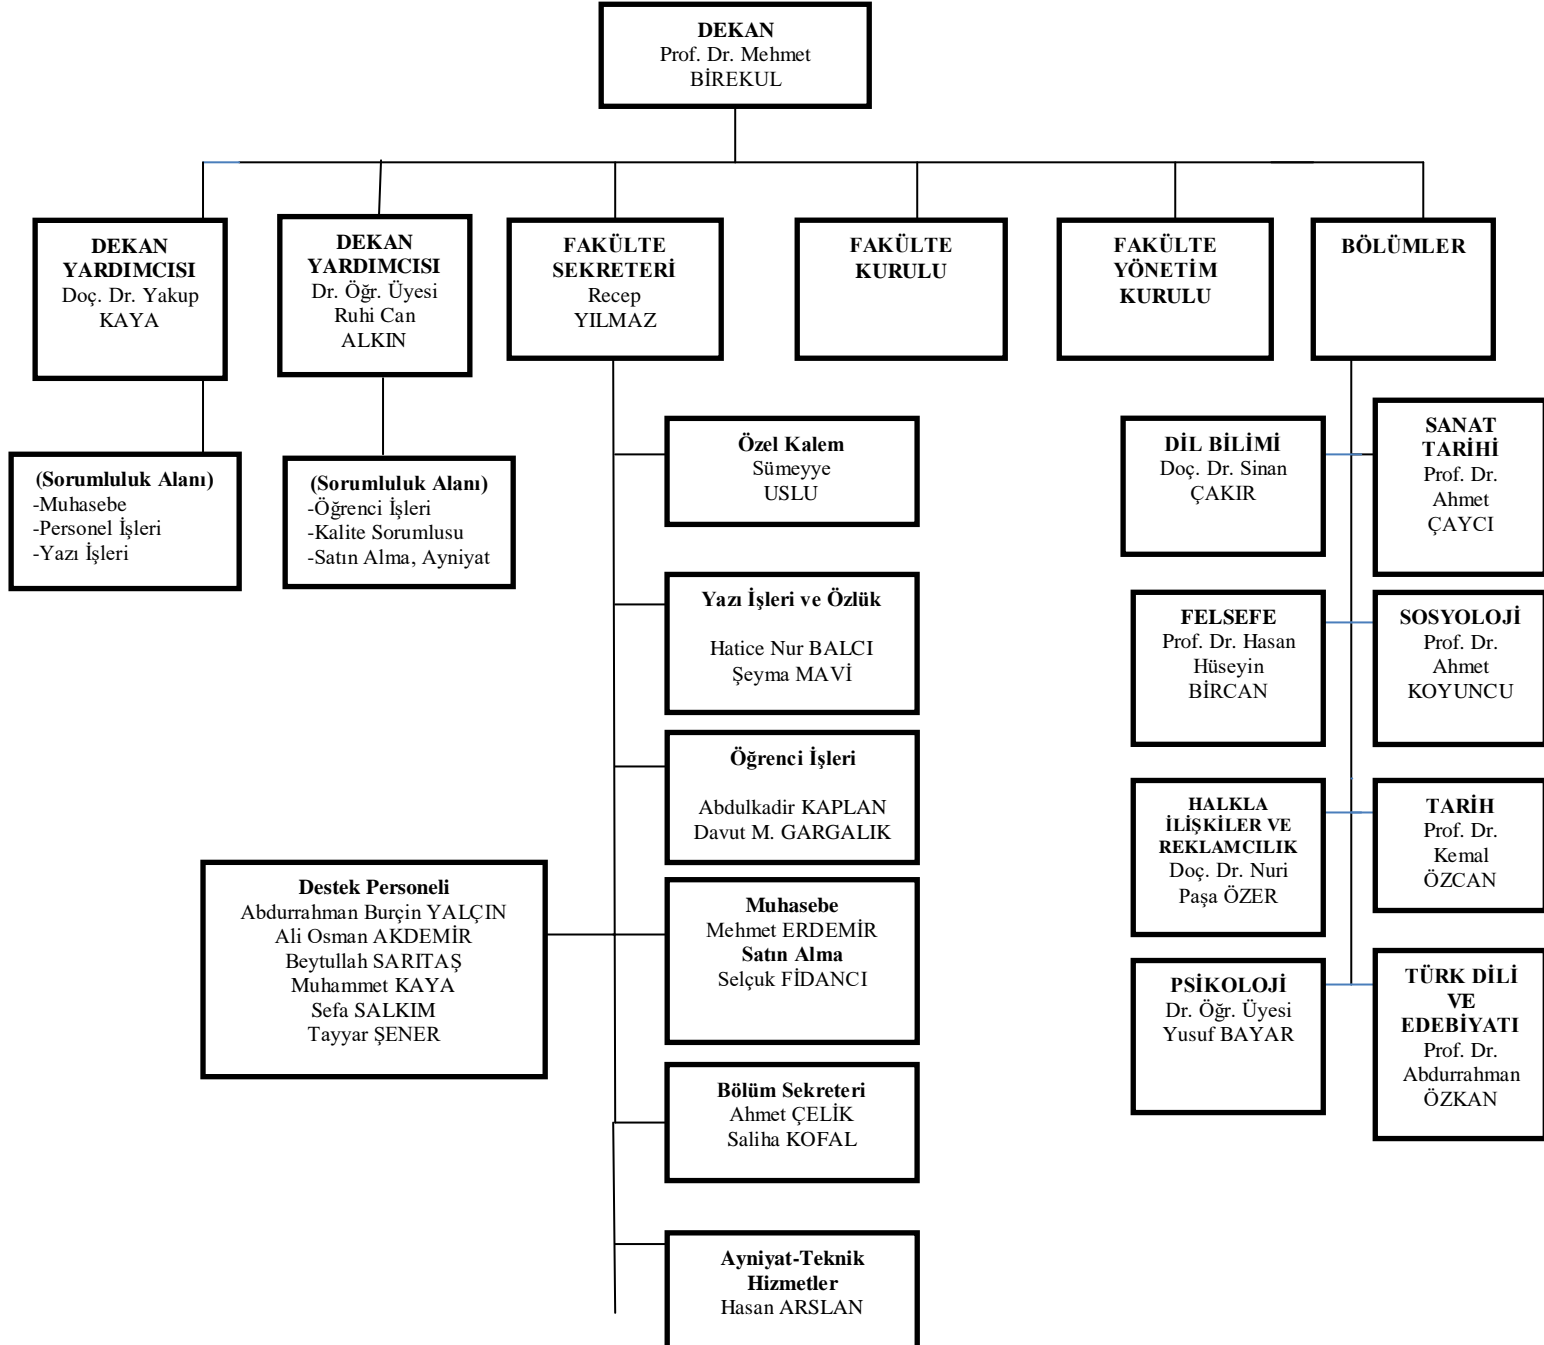 DEKAN
Prof. Dr. Mehmet
BİREKUL
DEKAN
YARDIMCISI
Doç. Dr. Yakup
KAYA
DEKAN
YARDIMCISI
Dr. Öğr. Üyesi
Ruhi Can
ALKIN
FAKÜLTE
SEKRETERİ
Recep
YILMAZ
FAKÜLTE
KURULU
FAKÜLTE
YÖNETİM
KURULU
BÖLÜMLER
(Sorumluluk Alanı)
-Muhasebe
-Personel İşleri
-Yazı İşleri
(Sorumluluk Alanı)
-Öğrenci İşleri
-Kalite Sorumlusu
-Satın Alma, Ayniyat
Özel Kalem
Sümeyye
USLU
Yazı İşleri ve Özlük
Hatice Nur BALCI
Şeyma MAVİ
Öğrenci İşleri
Abdulkadir KAPLAN
Davut M. GARGALIK
Destek Personeli
Abdurrahman Burçin YALÇIN
Ali Osman AKDEMİR
Beytullah SARITAŞ
Muhammet KAYA
Sefa SALKIM
Tayyar ŞENER
Muhasebe
Mehmet ERDEMİR
Satın Alma
Selçuk FİDANCI
Bölüm Sekreteri
Ahmet ÇELİK
Saliha KOFAL
Ayniyat-Teknik
Hizmetler
Hasan ARSLAN
DİL BİLİMİ
Doç. Dr. Sinan
ÇAKIR
SANAT
TARİHİ
Prof. Dr.
Ahmet
ÇAYCI
FELSEFE
Prof. Dr. Hasan
Hüseyin
BİRCAN
SOSYOLOJİ
Prof. Dr.
Ahmet
KOYUNCU
HALKLA
İLİŞKİLER VE
REKLAMCILIK
Doç. Dr. Nuri
Paşa ÖZER
TARİH
Prof. Dr.
Kemal
ÖZCAN
PSİKOLOJİ
Dr. Öğr. Üyesi
Yusuf BAYAR
TÜRK DİLİ
VE
EDEBİYATI
Prof. Dr.
Abdurrahman
ÖZKAN